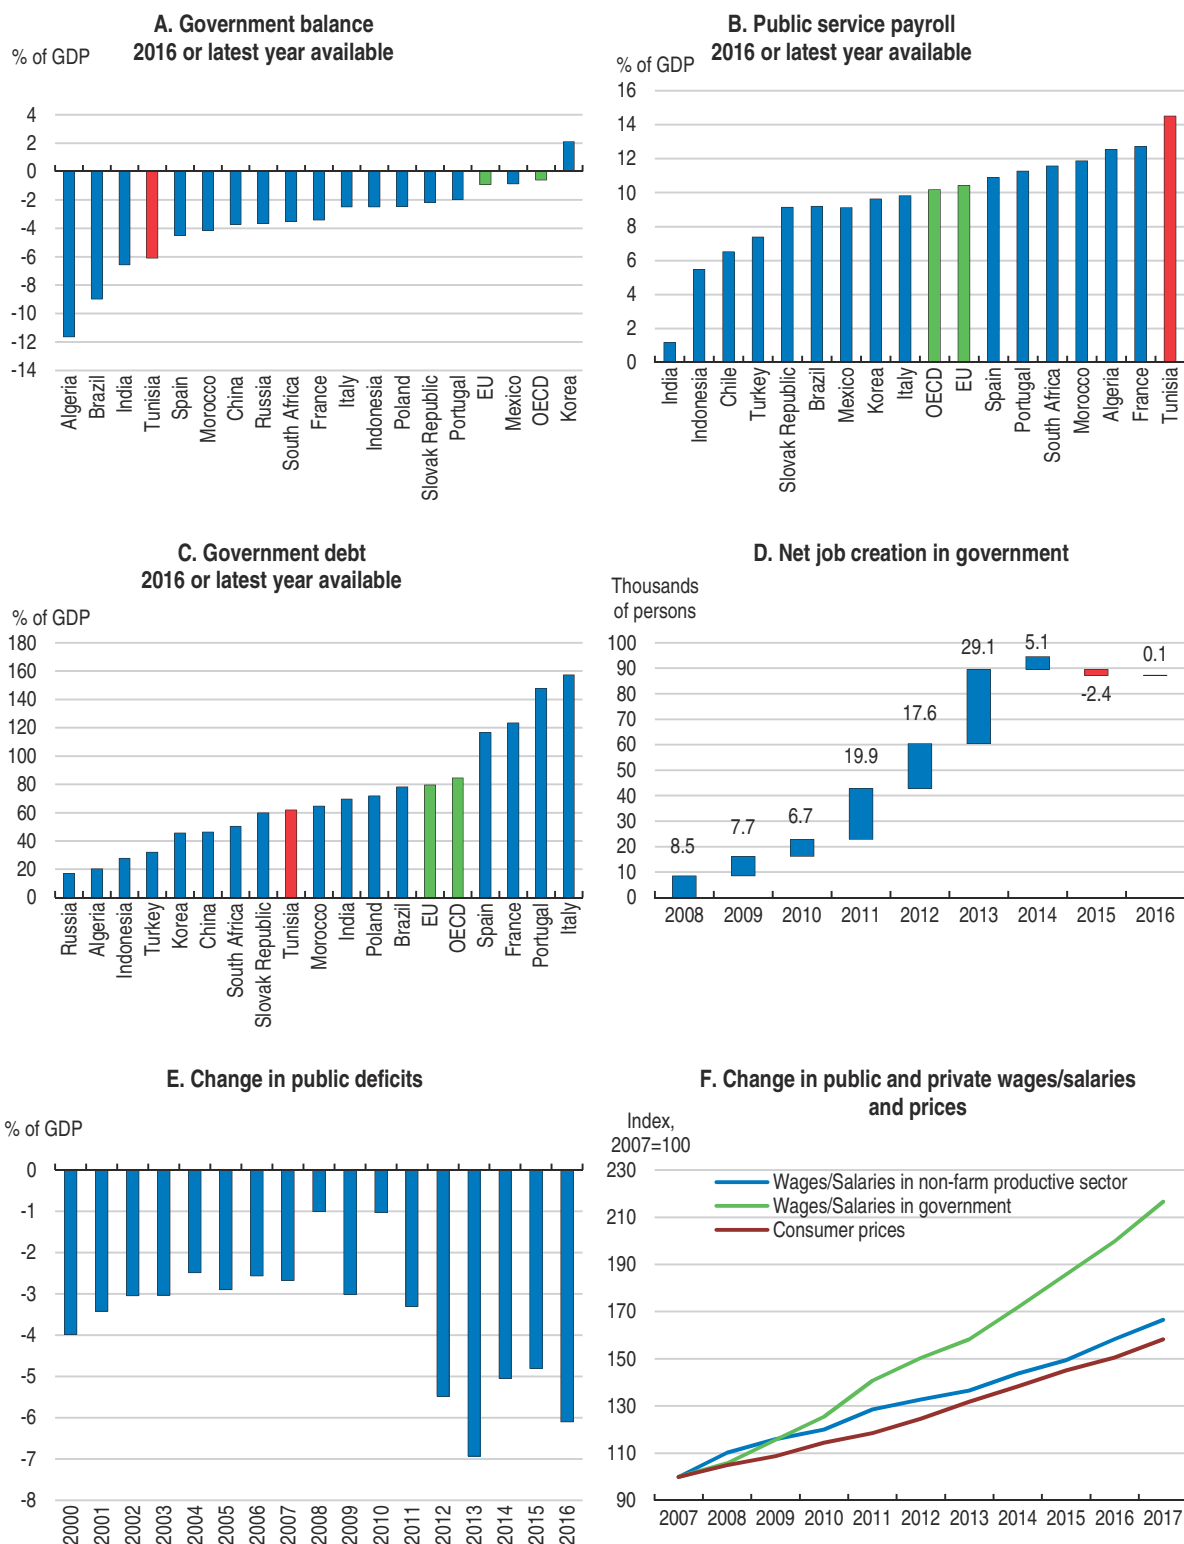 A. Government balance
2016 or latest year available
% of GDP
4
2
0
-2
-4
-6
-8
-10
-12
-14
Algeria
Brazil
India
Tunisia
Spain
Morocco
China
Russia
South Africa
France
Italy
Indonesia
Poland
Slovak Republic
Portugal
EU
Mexico
OECD
Korea
B. Public service payroll
2016 or latest year available
% of GDP
16
14
12
10
8
6
4
2
0
India
Indonesia
Chile
Turkey
Slovak Republic
Brazil
Mexico
Korea
Italy
OECD
EU
Spain
Portugal
South Africa
Morocco
Algeria
France
Tunisia
C. Government debt
2016 or latest year available
% of GDP
180
160
140
120
100
80
60
40
20
0
Russia
Algeria
Indonesia
Turkey
Korea
China
South Africa
Slovak Republic
Tunisia
Morocco
India
Poland
Brazil
EU
OECD
Spain
France
Portugal
Italy
D. Net job creation in government
Thousands
of persons
100
90
80
70
60
50
40
30
20
10
0
8.5
7.7
6.7
19.9
17.6
29.1
5.1
-2.4
0.1
2008 2009 2010 2011 2012 2013 2014 2015 2016
E. Change in public deficits
% of GDP
0
-1
-2
-3
-4
-5
-6
-7
-8
2000
2001
2002
2003
2004
2005
2006
2007
2008
2009
2010
2011
2012
2013
2014
2015
2016
F. Change in public and private wages/salaries
and prices
Index,
2007=100
230
210
190
170
150
130
110
90
Wages/Salaries in non-farm productive sector
Wages/Salaries in government
Consumer prices
2007 2008 2009 2010 2011 2012 2013 2014 2015 2016 2017